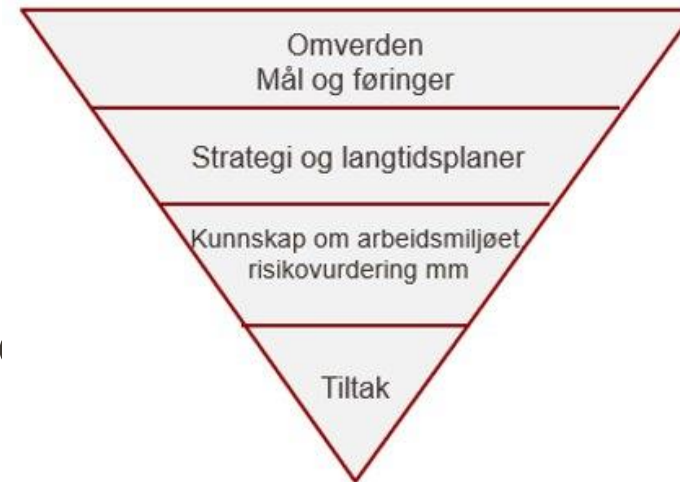 Omverden
Mål og føringer
Strategi og langtidsplaner
Kunnskap om arbeidsmiljøet,
risikovurdering mm
Tiltak